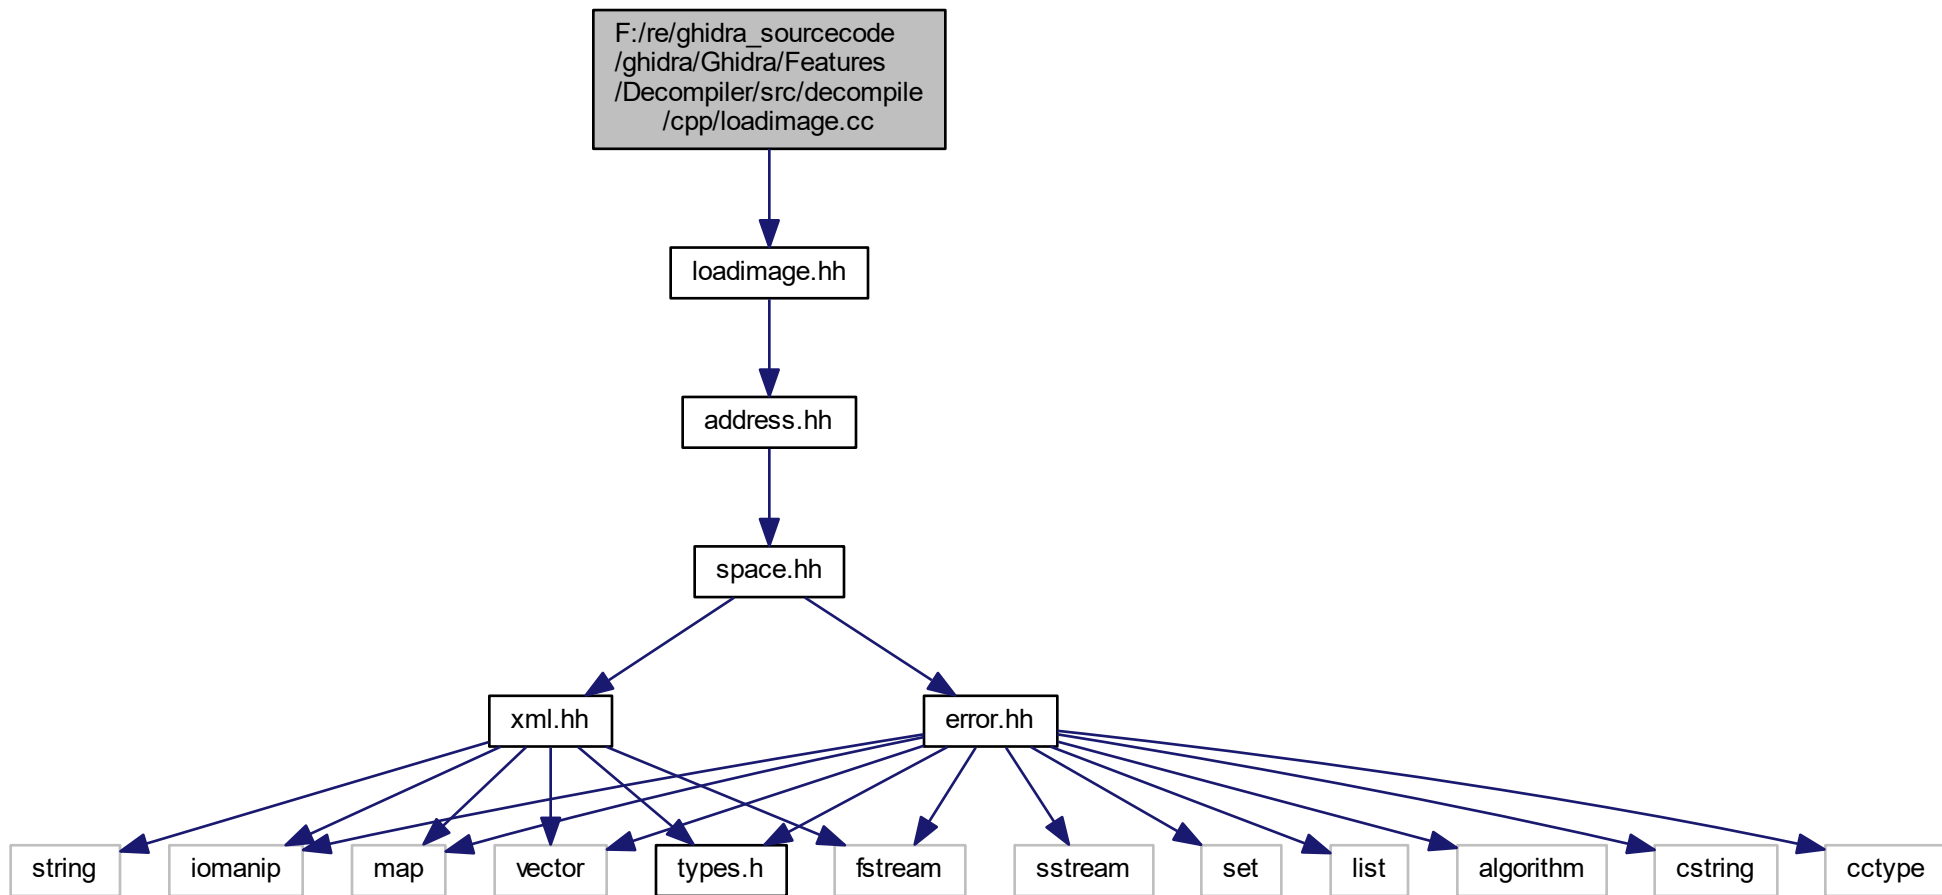 F:/re/ghidra_sourcecode
/ghidra/Ghidra/Features
/Decompiler/src/decompile
/cpp/loadimage.cc
loadimage.hh
address.hh
space.hh
xml.hh
error.hh
string
iomanip
map
vector
types.h
fstream
sstream
set
list
algorithm
cstring
cctype